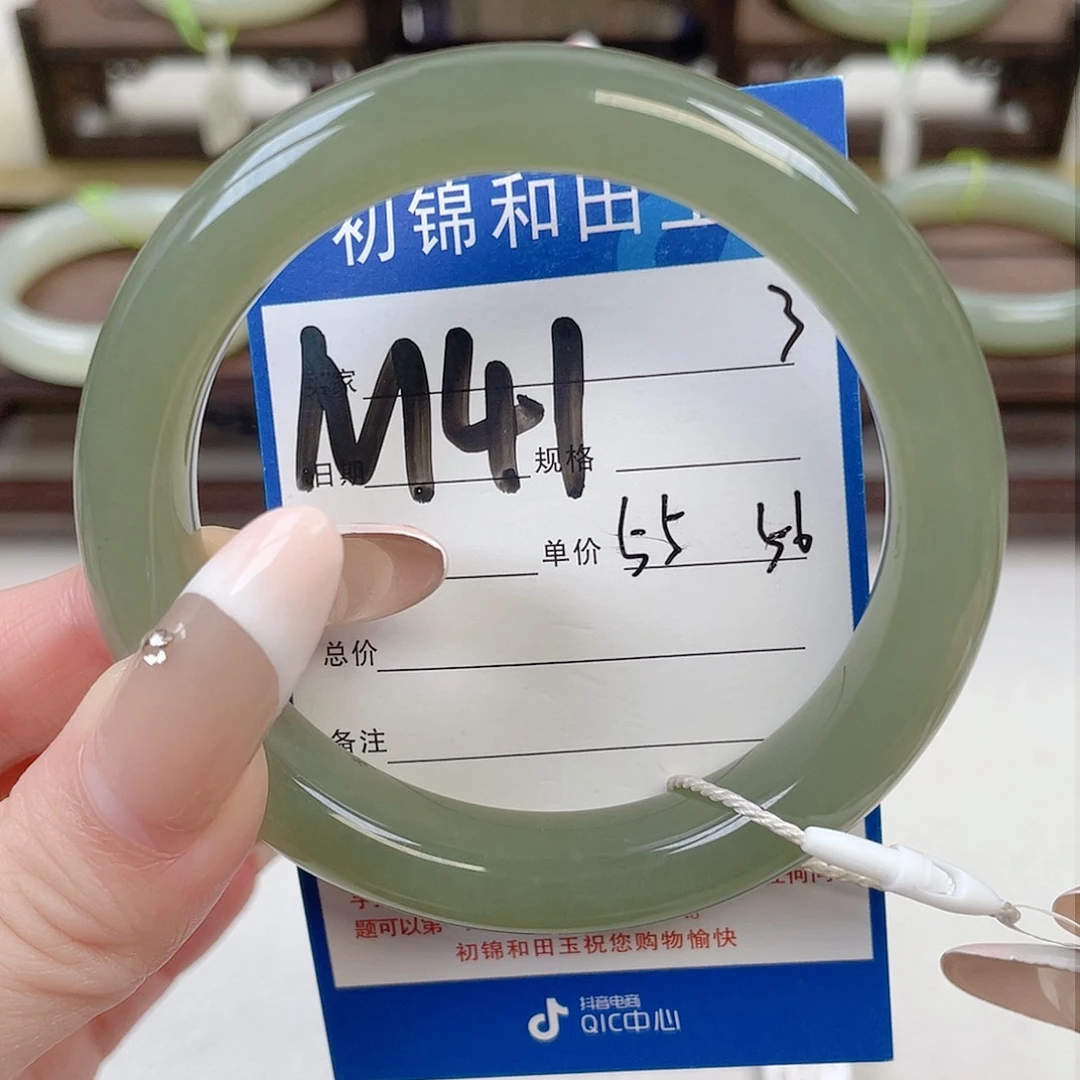 初锦和田玉
3
M41
家
日期 规格
单价 55 56
总价
备注
题可以第
初锦和田玉祝您购物愉快
抖音电商
QIC中心